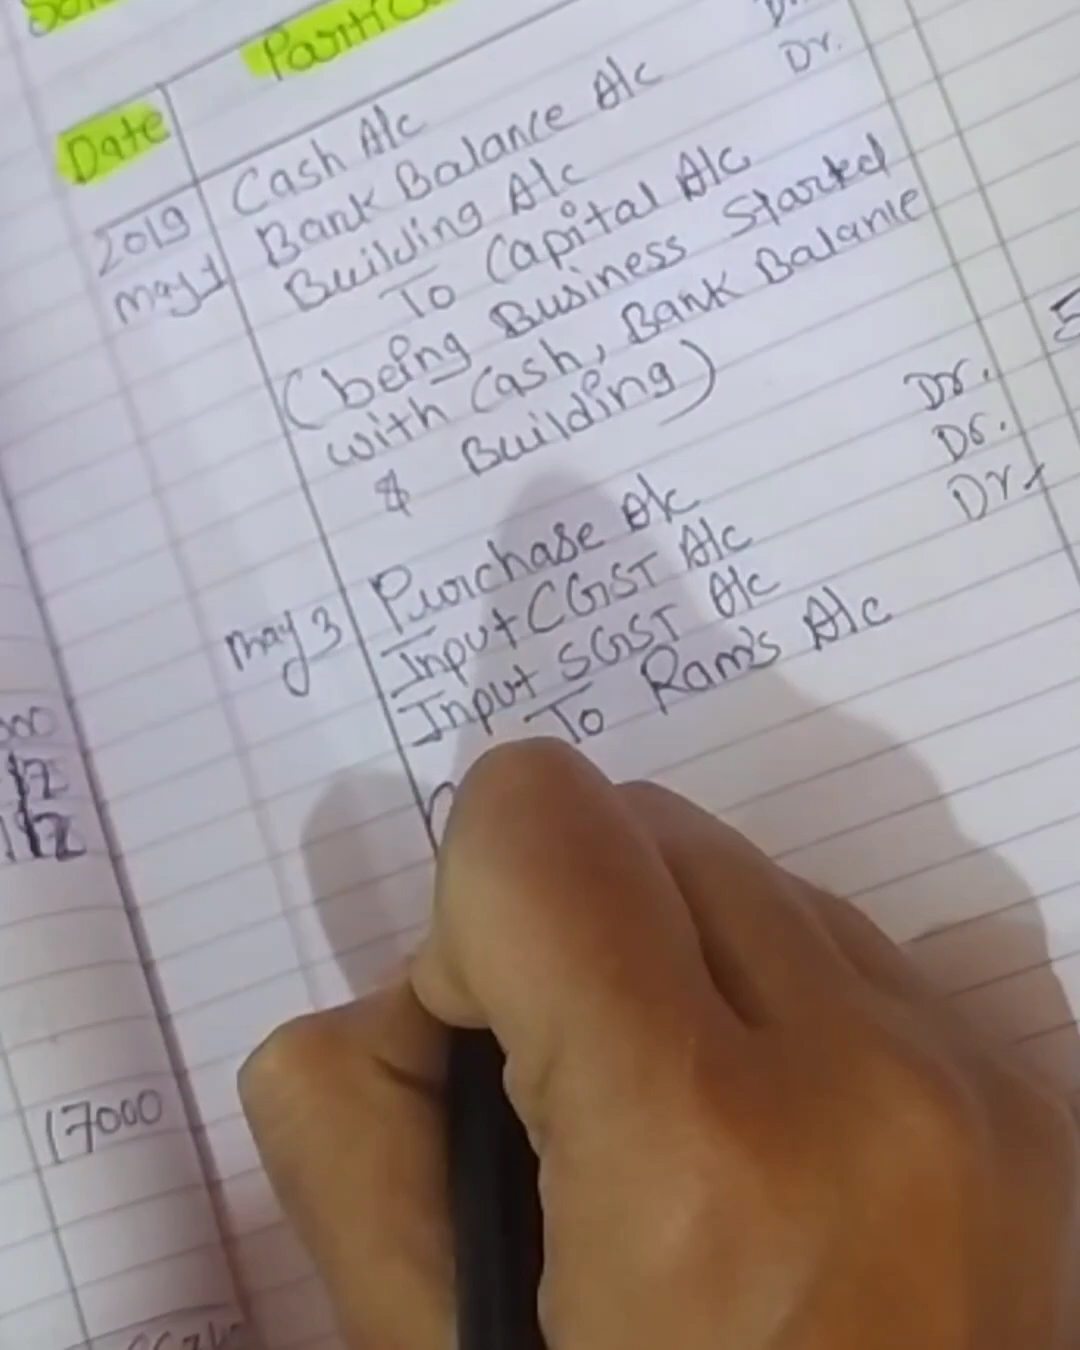 Date
2019
May 1
Cash A/c
Bank Balance A/c Dr.
Building A/c
To Capital A/c
(being Business Started
with Cash, Bank Balance
& Building)
May 3
Purchase A/c Dr.
Input CGST A/c Dr.
Input SGST A/c Dr.
To Ram's A/c
17000